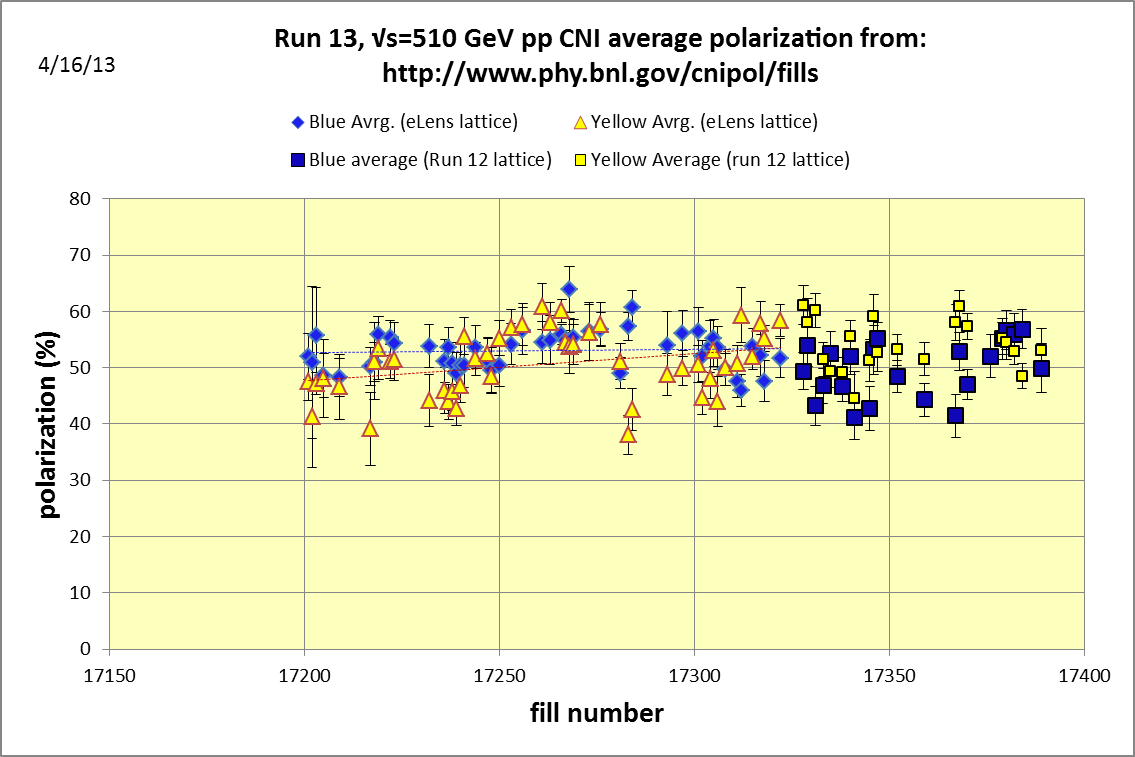 Run 13, √s=510 GeV pp CNI average polarization from:
http://www.phy.bnl.gov/cnipol/fills
4/16/13
Blue Avrg. (eLens lattice)
Yellow Avrg. (eLens lattice)
Blue average (Run 12 lattice)
Yellow Average (run 12 lattice)
80
70
60
50
40
30
20
10
0
polarization (%)
17150
17200
17250
17300
17350
17400
fill number